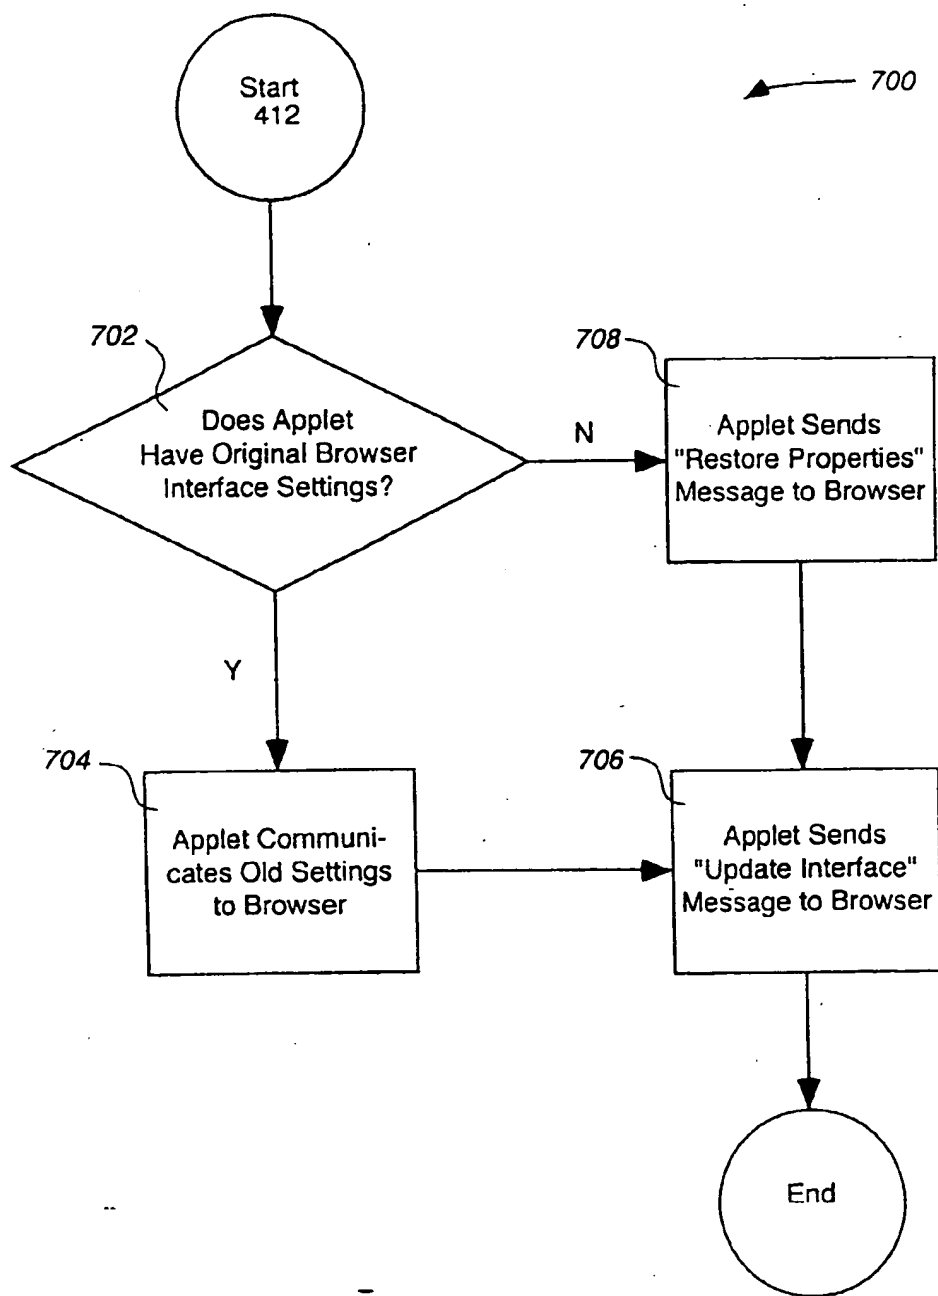 Start
412
700
702
Does Applet
Have Original Browser
Interface Settings?
N
708
Applet Sends
"Restore Properties"
Message to Browser
Y
704
Applet Communi-
cates Old Settings
to Browser
706
Applet Sends
"Update Interface"
Message to Browser
End